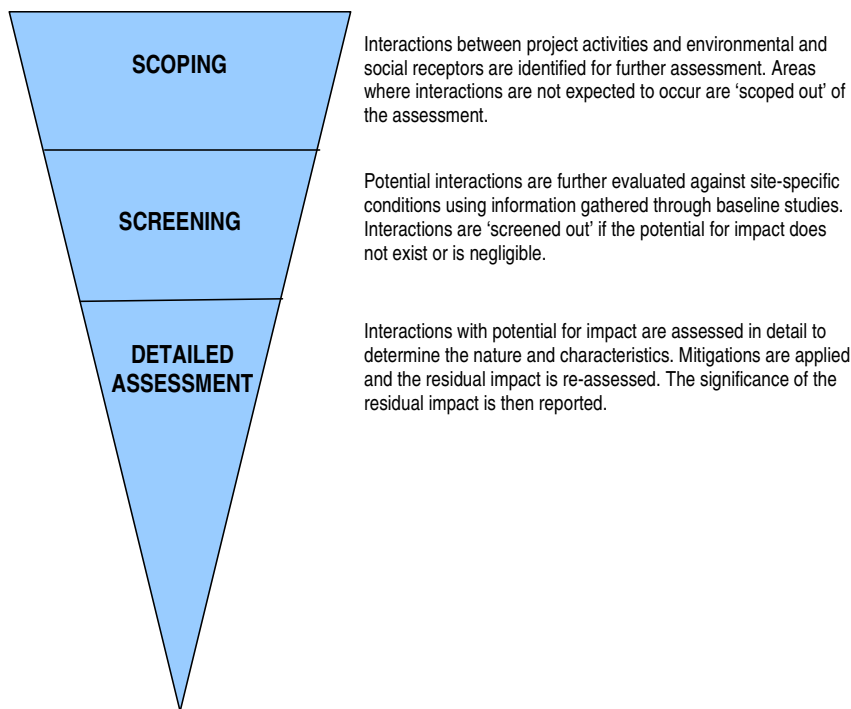 SCOPING
Interactions between project activities and environmental and
social receptors are identified for further assessment. Areas
where interactions are not expected to occur are ‘scoped out’ of
the assessment.
SCREENING
Potential interactions are further evaluated against site-specific
conditions using information gathered through baseline studies.
Interactions are ‘screened out’ if the potential for impact does
not exist or is negligible.
DETAILED
ASSESSMENT
Interactions with potential for impact are assessed in detail to
determine the nature and characteristics. Mitigations are applied
and the residual impact is re-assessed. The significance of the
residual impact is then reported.